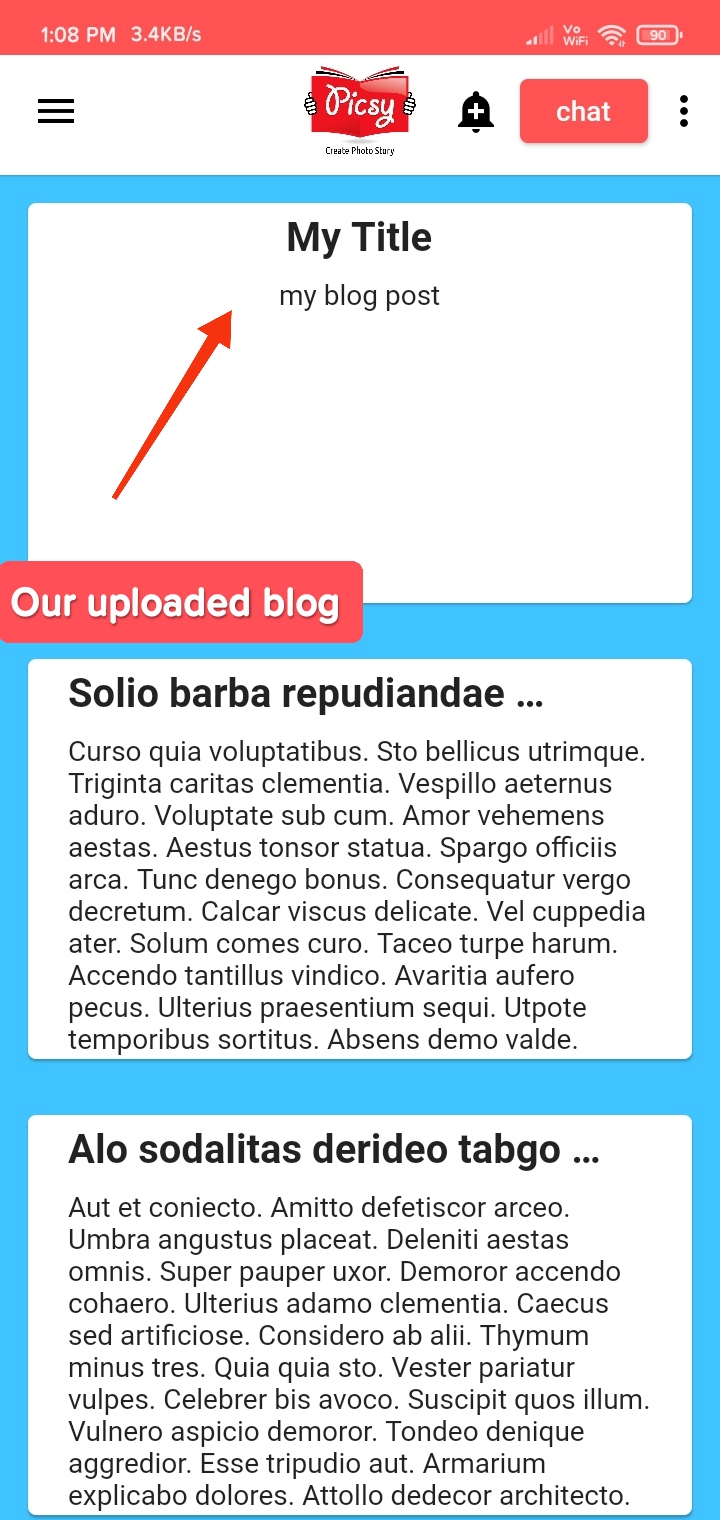 1:08 PM 3.4KB/s
Vo
WiFi
90
Picsy
Create Photo Story
chat
My Title
my blog post
Our uploaded blog
Solio barba repudiandae ...
Curso quia voluptatibus. Sto bellicus utrimque.
Triginta caritas clementia. Vespillo aeternus
aduro. Voluptate sub cum. Amor vehemens
aestas. Aestus tonsor statua. Spargo officiis
arca. Tunc denego bonus. Consequatur vergo
decretum. Calcar viscus delicate. Vel cuppedia
ater. Solum comes curo. Taceo turpe harum.
Accendo tantillus vindico. Avaritia aufero
pecus. Ulterius praesentium sequi. Utpote
temporibus sortitus. Absens demo valde.
Alo sodalitas derideo tabgo ...
Aut et coniecto. Amitto defetiscor arceo.
Umbra angustus placeat. Deleniti aestas
omnis. Super pauper uxor. Demoror accendo
cohaero. Ulterius adamo clementia. Caecus
sed artificiose. Considero ab alii. Thymum
minus tres. Quia quia sto. Vester pariatur
vulpes. Celebrer bis avoco. Suscipit quos illum.
Vulnero aspicio demoror. Tondeo denique
aggredior. Esse tripudio aut. Armarium
explicabo dolores. Attollo dedecor architecto.